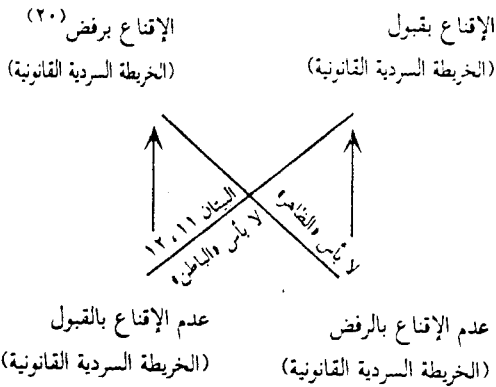 الإقناع بقبول
(الخريطة السردية القانونية)
الإقناع برفض (٢٠)
(الخريطة السردية القانونية)
البيتان ١١، ١٢
لا بأس «الباطن»
لا بأس «الظاهر»
عدم الإقناع بالرفض
(الخريطة السردية القانونية)
عدم الإقناع بالقبول
(الخريطة السردية القانونية)